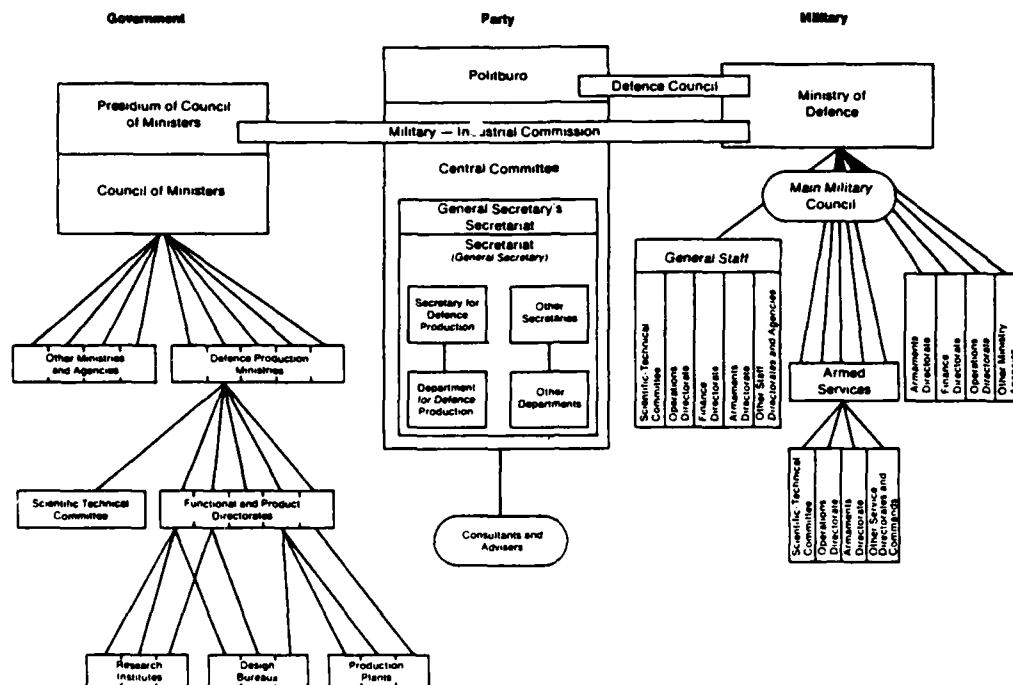 Government
Party
Military
Politburo
Defence Council
Ministry of
Defence
Presidium of Council
of Ministers
Military — Industrial Commission
Central Committee
Council of Ministers
Main Military
Council
General Secretary's
Secretariat
Secretariat
(General Secretary)
General Staff
Secretary for
Defence
Production
Other
Secretaries
Other Ministries
and Agencies
Defence Production
Ministries
Department
for Defence
Production
Other
Departments
Scientific-Technical
Committee
Operations
Directorate
Finance
Directorate
Armaments
Directorate
Other Staff
Directorates and Agencies
Armed
Services
Armaments
Directorate
Finance
Directorate
Operations
Directorate
Other Ministry
Scientific-Technical
Committee
Operations
Directorate
Armaments
Directorate
Other Service
Directorates and
Commands
Scientific Technical
Committee
Functional and Product
Directorates
Consultants and
Advisers
Research
Institutes
Design
Bureaux
Production
Plants